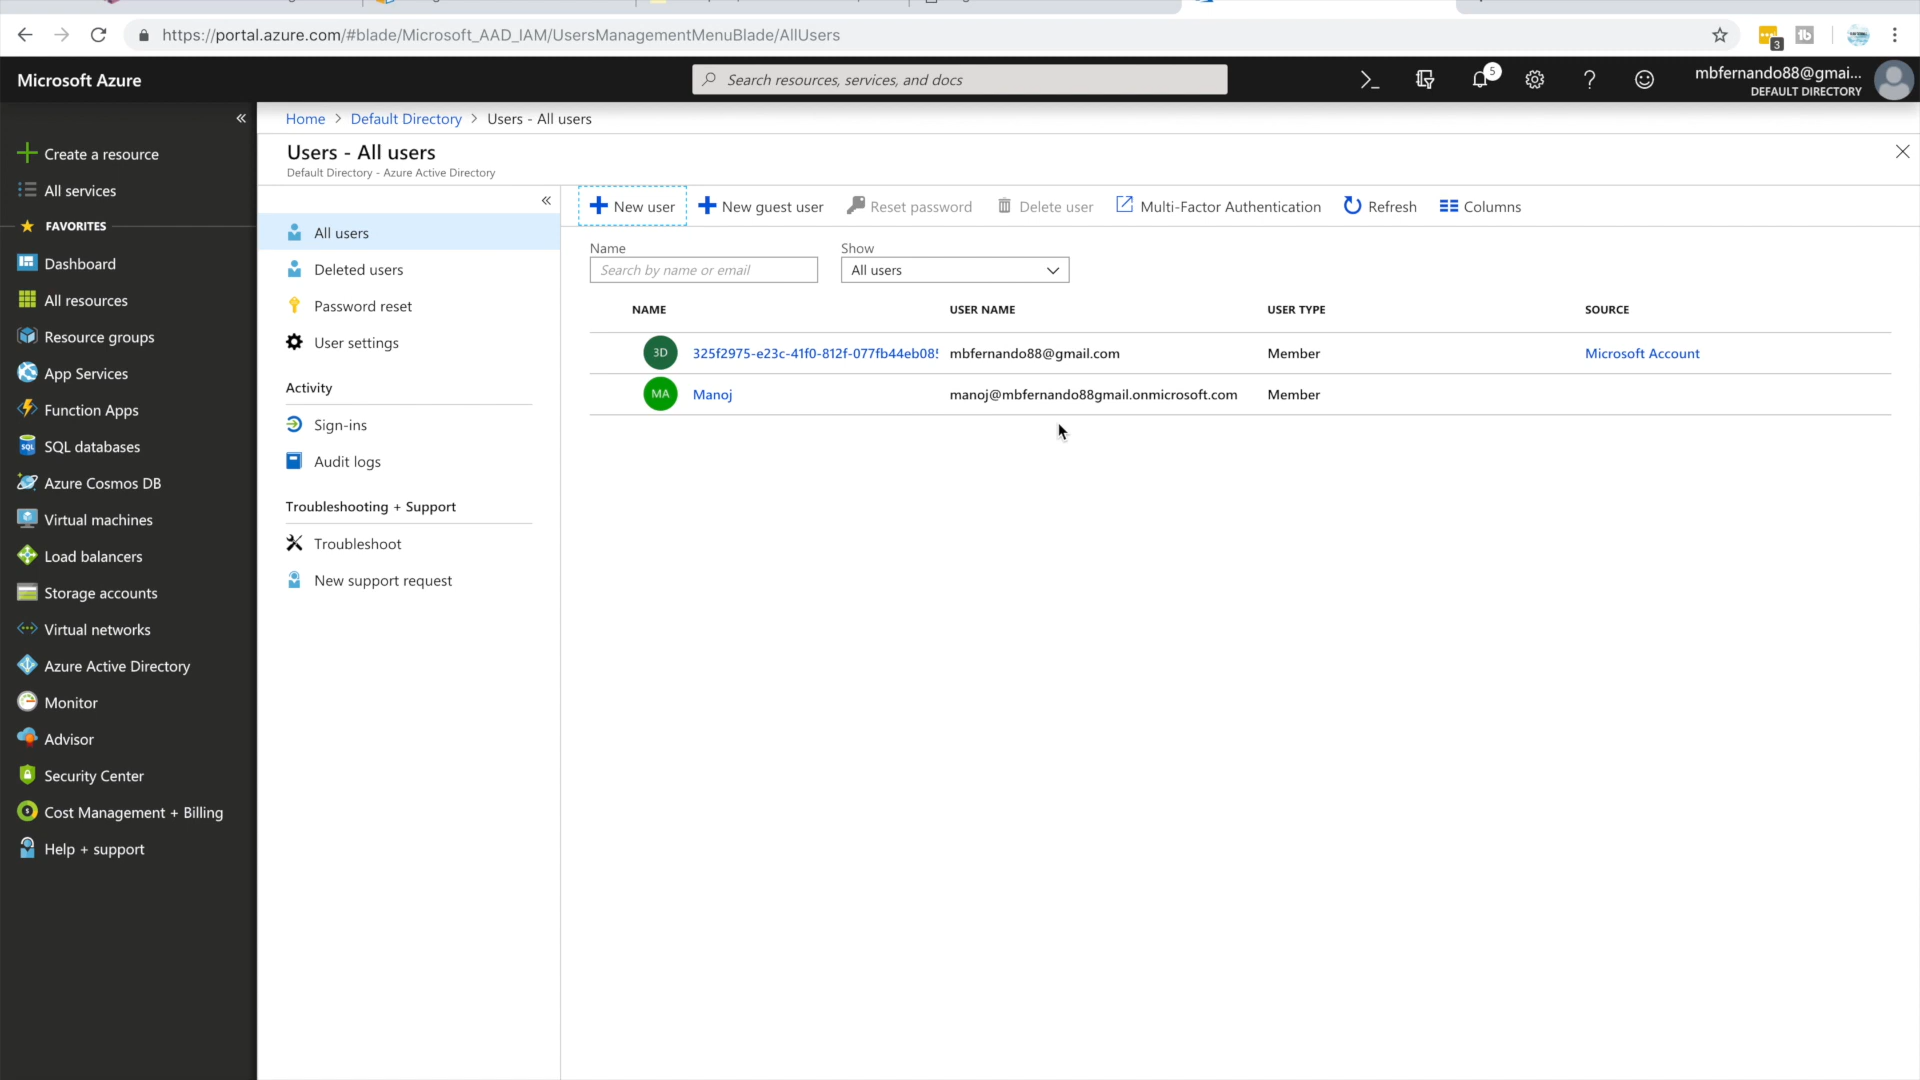 https://portal.azure.com/#blade/Microsoft_AAD_IAM/UsersManagementMenuBlade/AllUsers
3
Microsoft Azure
Search resources, services, and docs
5
mbfernando88@gmai...
DEFAULT DIRECTORY
Create a resource
All services
FAVORITES
Dashboard
All resources
Resource groups
App Services
Function Apps
SQL databases
Azure Cosmos DB
Virtual machines
Load balancers
Storage accounts
Virtual networks
Azure Active Directory
Monitor
Advisor
Security Center
Cost Management + Billing
Help + support
Home > Default Directory > Users - All users
Users - All users
Default Directory - Azure Active Directory
All users
Deleted users
Password reset
User settings
Activity
Sign-ins
Audit logs
Troubleshooting + Support
Troubleshoot
New support request
New user
New guest user
Reset password
Delete user
Multi-Factor Authentication
Refresh
Columns
Name
Search by name or email
Show
All users
NAME USER NAME USER TYPE SOURCE
3D 325f2975-e23c-41f0-812f-077fb44eb08 mbfernando88@gmail.com Member Microsoft Account
MA Manoj manoj@mbfernando88gmail.onmicrosoft.com Member